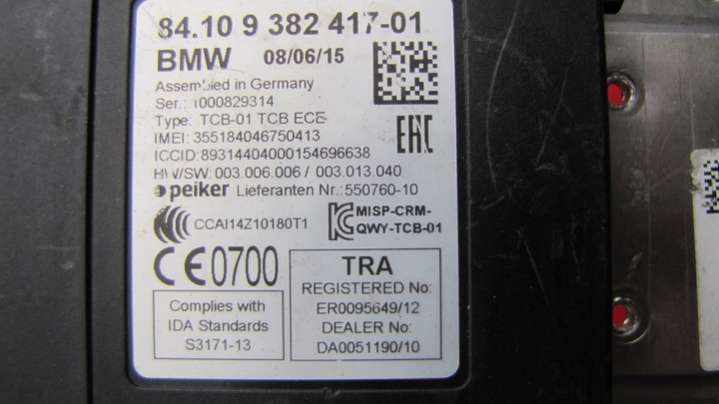 84.10 9 382 417-01
BMW 08/06/15
Assembled in Germany
Ser.: 1000829314
Type: TCB-01 TCB ECE
IMEI: 355184046750413
ICCID: 89314404000154696638
HW/SW: 003.006.006 / 003.013.040
peiker Lieferanten Nr.: 550760-10
EAC
CCAI14Z10180T1
MISP-CRM-
QWY-TCB-01
CE0700
Complies with
IDA Standards
S3171-13
TRA
REGISTERED No:
ER0095649/12
DEALER No:
DA0051190/10